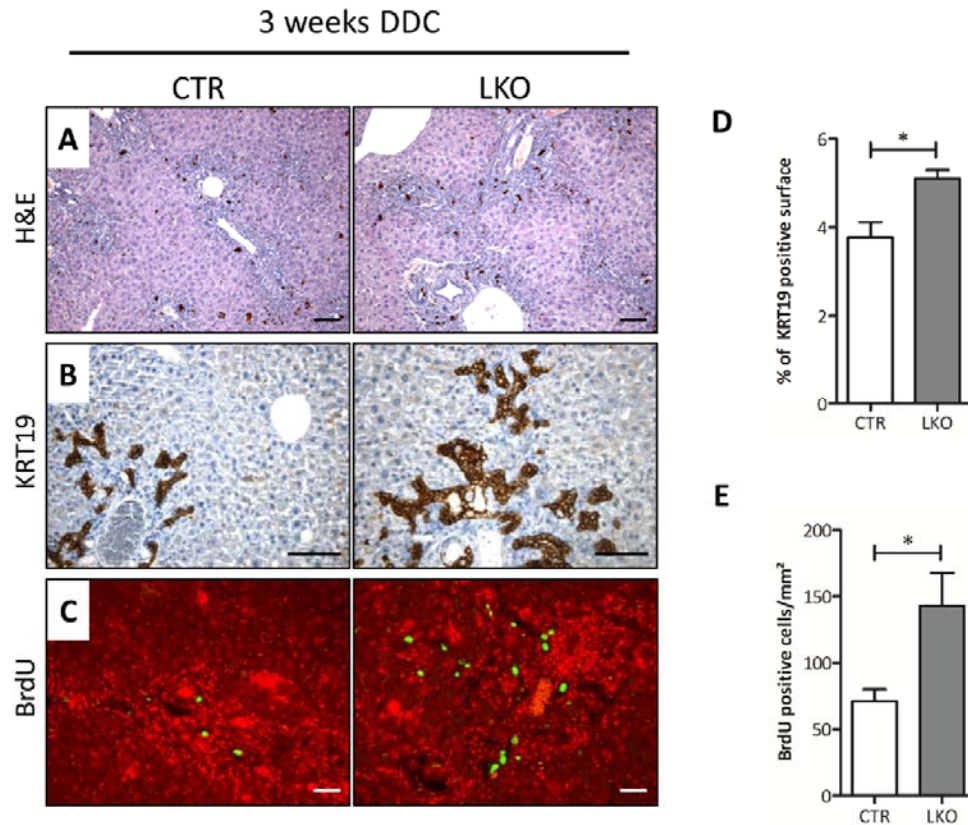 3 weeks DDC
CTR LKO
A
H&E
B
KRT19
C
BrdU
D
% of KRT19 positive surface
6
4
2
0
*
CTR LKO
E
BrdU positive cells/mm²
200
150
100
50
0
*
CTR LKO